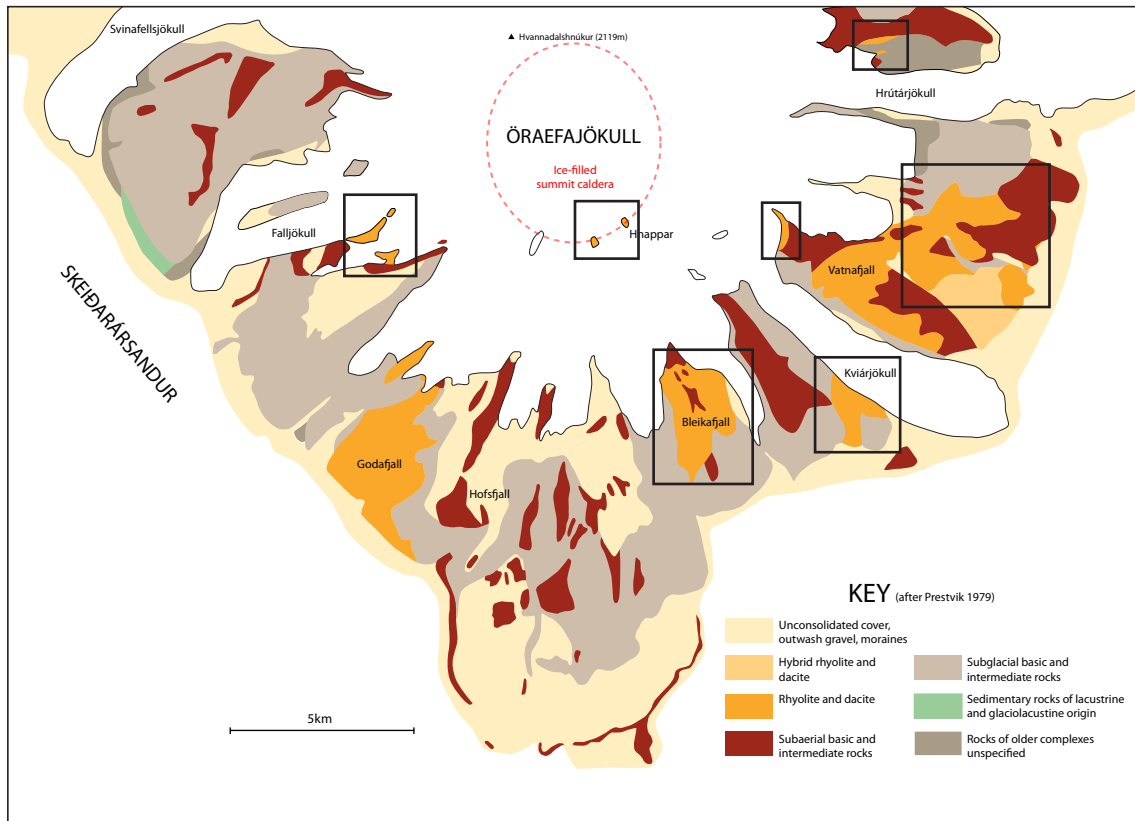 Svinafellsjökull
▲ Hvannadalshnúkur (2119m)
Hrútárjökull
ÖRAEFAJÖKULL
Ice-filled
summit caldera
Falljökull
Hnappar
Vatnafjall
SKEIÐARÁRSANDUR
Kviárjökull
Bleikafjall
Godafjall
Hofsfjall
5km
KEY (after Prestvik 1979)
Unconsolidated cover,
outwash gravel, moraines
Hybrid rhyolite and
dacite
Rhyolite and dacite
Subaerial basic and
intermediate rocks
Subglacial basic and
intermediate rocks
Sedimentary rocks of lacustrine
and glaciolacustine origin
Rocks of older complexes
unspecified